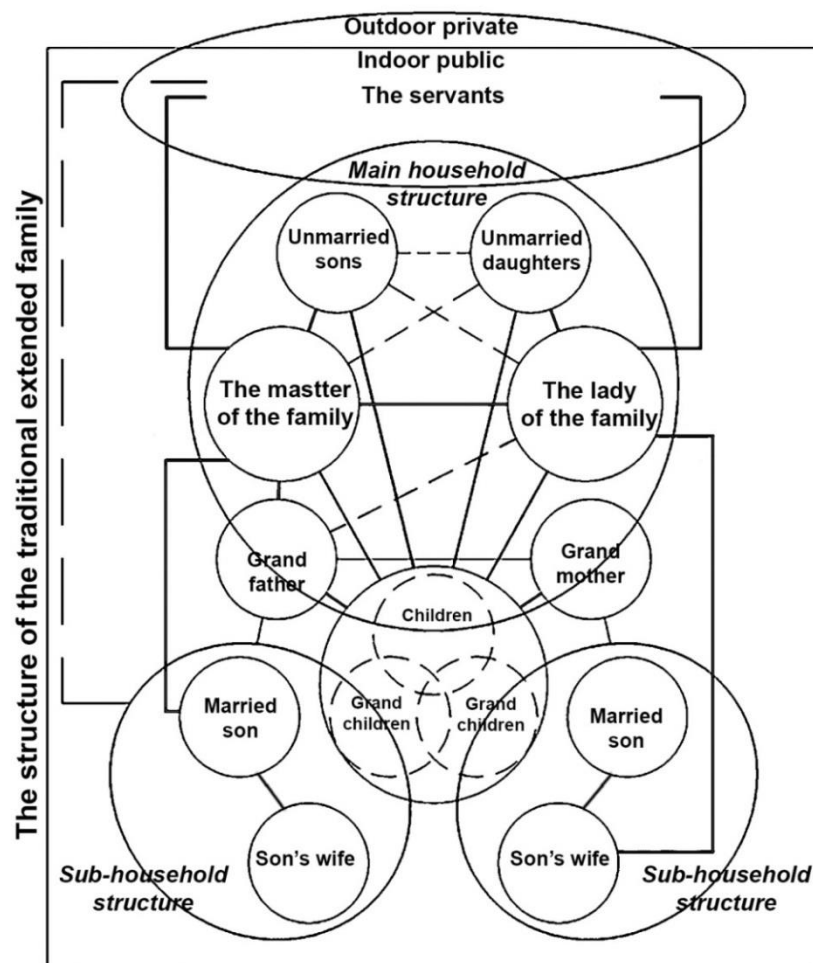 Outdoor private
Indoor public
The servants
Main household
structure
Unmarried
sons
Unmarried
daughters
The mastter
of the family
The lady
of the family
Grand
father
Grand
mother
Children
Grand
children
Grand
children
Married
son
Married
son
Son's wife
Son's wife
Sub-household
structure
Sub-household
structure
The structure of the traditional extended family